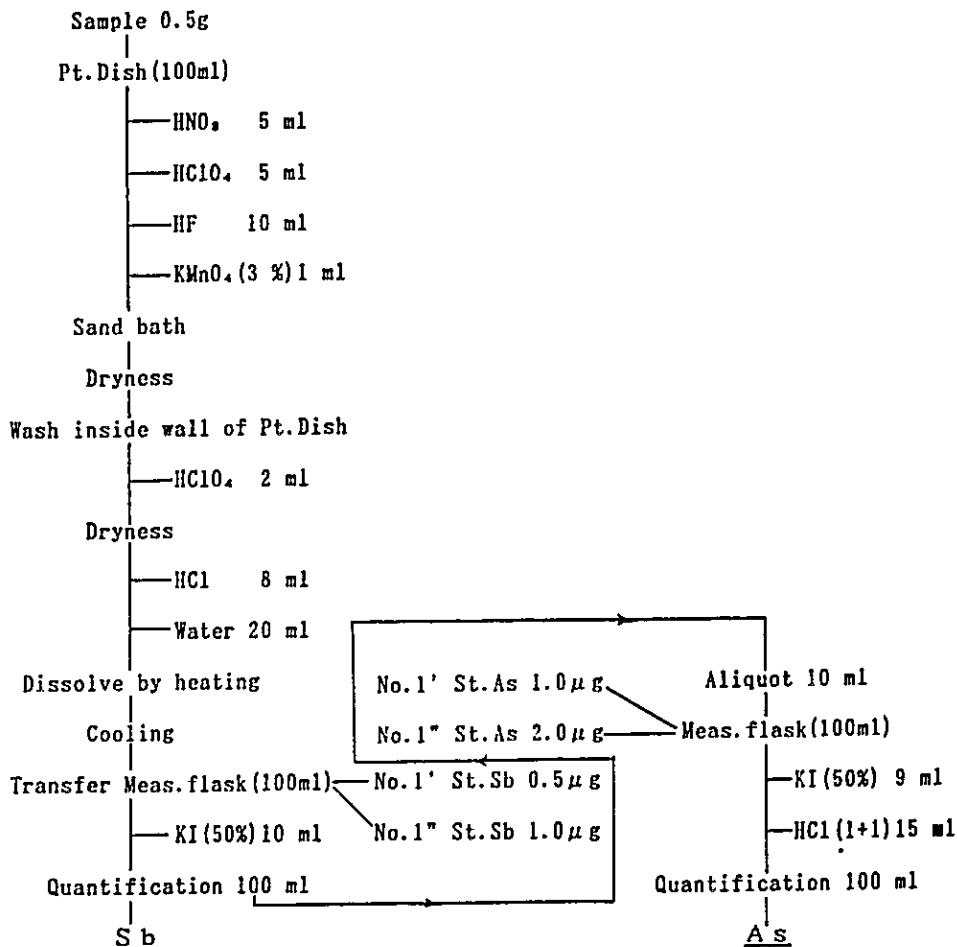 Sample 0.5g
Pt.Dish(100ml)
HNO₃ 5 ml
HClO₄ 5 ml
HF 10 ml
KMnO₄(3 %)1 ml
Sand bath
Dryness
Wash inside wall of Pt.Dish
HClO₄ 2 ml
Dryness
HCl 8 ml
Water 20 ml
Dissolve by heating
Cooling
Transfer Meas.flask(100ml)
KI(50%)10 ml
Quantification 100 ml
Sb
No.1' St.Sb 0.5μg
No.1" St.Sb 1.0μg
No.1' St.As 1.0μg
No.1" St.As 2.0μg
Aliquot 10 ml
Meas.flask(100ml)
KI(50%) 9 ml
HCl(1+1)15 ml
Quantification 100 ml
As